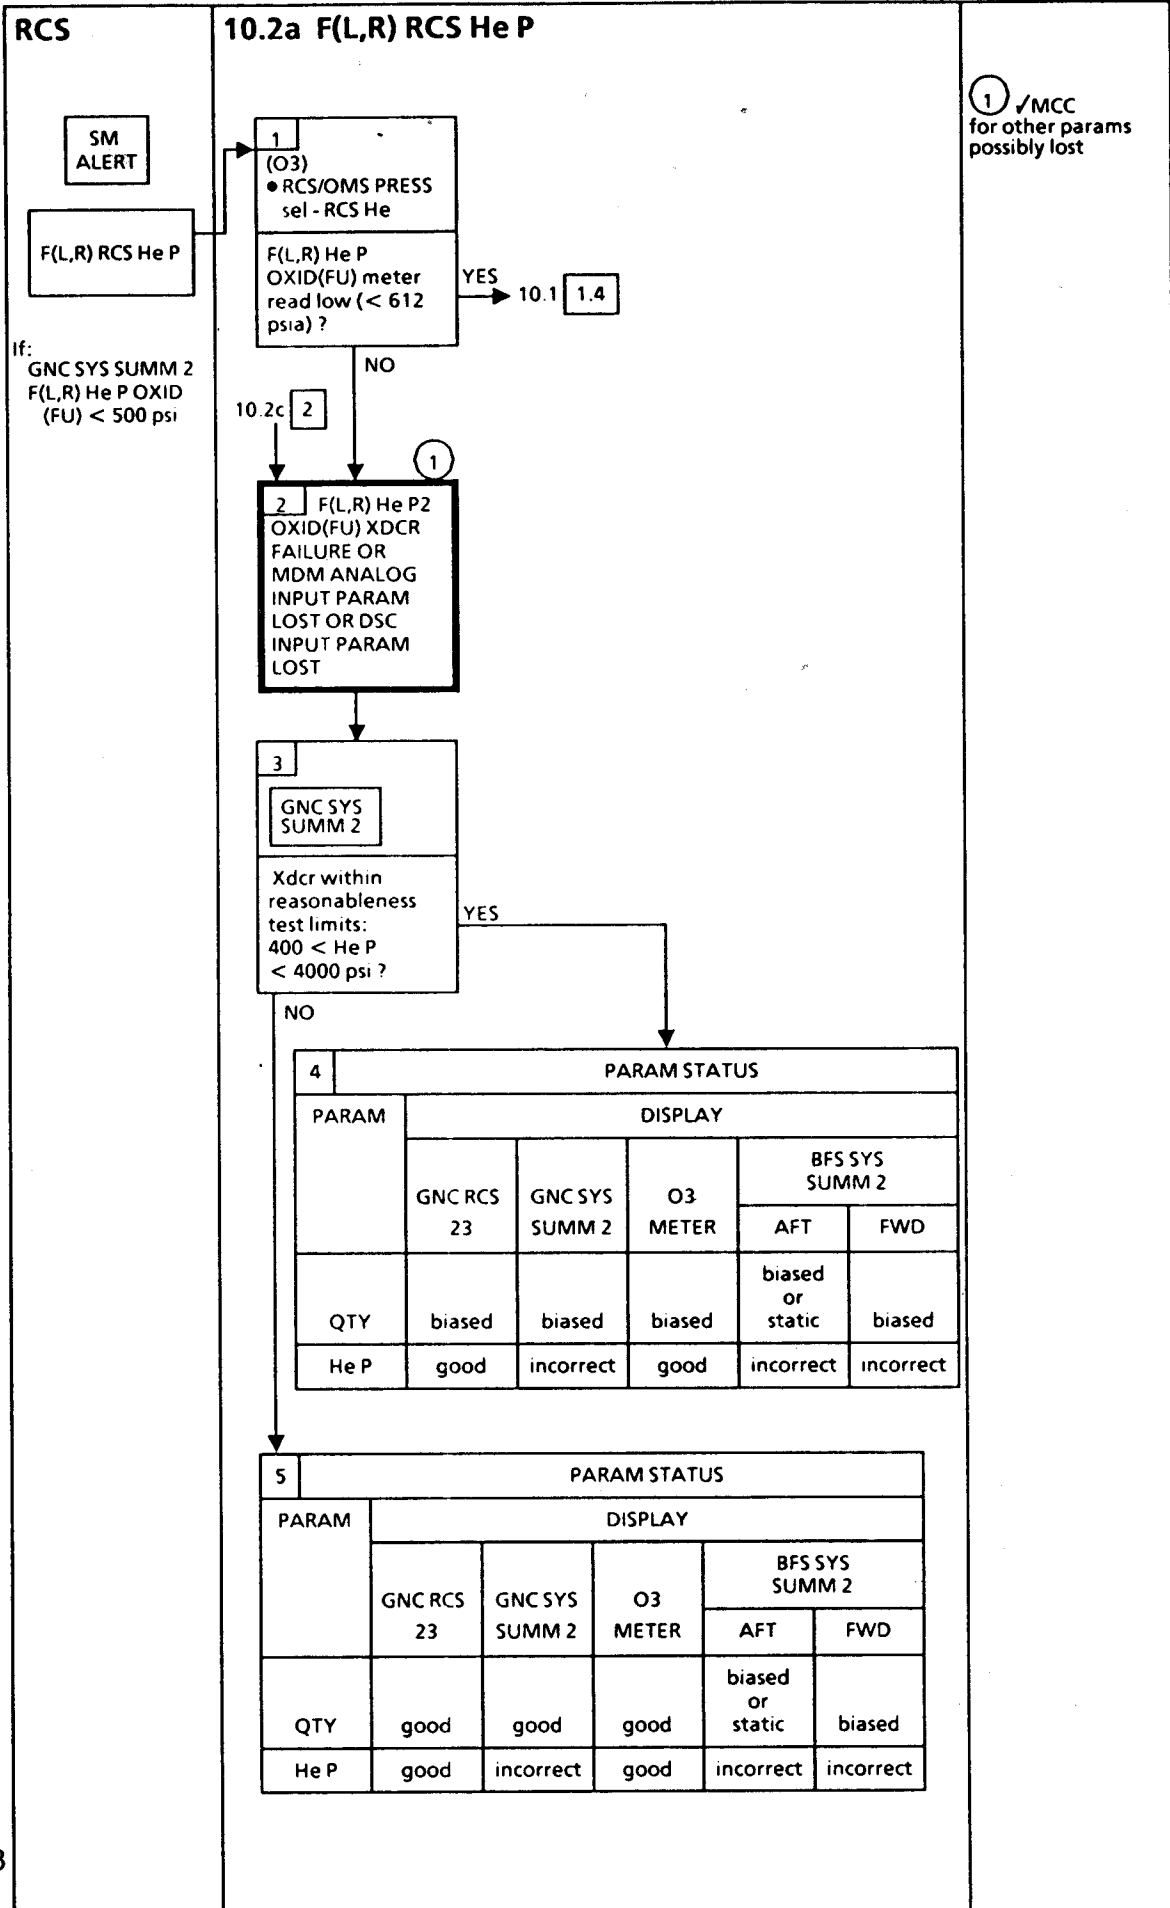 RCS
10.2a F(L,R) RCS He P
SM
ALERT
F(L,R) RCS He P
If:
GNC SYS SUMM 2
F(L,R) He P OXID
(FU) < 500 psi
1
(O3)
● RCS/OMS PRESS
sel - RCS He
F(L,R) He P
OXID(FU) meter
read low (< 612
psia) ?
YES
10.1 1.4
NO
10.2c 2
1
2 F(L,R) He P2
OXID(FU) XDCR
FAILURE OR
MDM ANALOG
INPUT PARAM
LOST OR DSC
INPUT PARAM
LOST
3
GNC SYS
SUMM 2
Xdcr within
reasonableness
test limits:
400 < He P
< 4000 psi ?
YES
NO
4 PARAM STATUS
PARAM DISPLAY
GNC RCS
23
GNC SYS
SUMM 2
O3
METER
BFS SYS
SUMM 2
AFT FWD
QTY biased biased biased biased
or
static biased
He P good incorrect good incorrect incorrect
5 PARAM STATUS
PARAM DISPLAY
GNC RCS
23
GNC SYS
SUMM 2
O3
METER
BFS SYS
SUMM 2
AFT FWD
QTY good good good biased
or
static biased
He P good incorrect good incorrect incorrect
1 ✓MCC
for other params
possibly lost